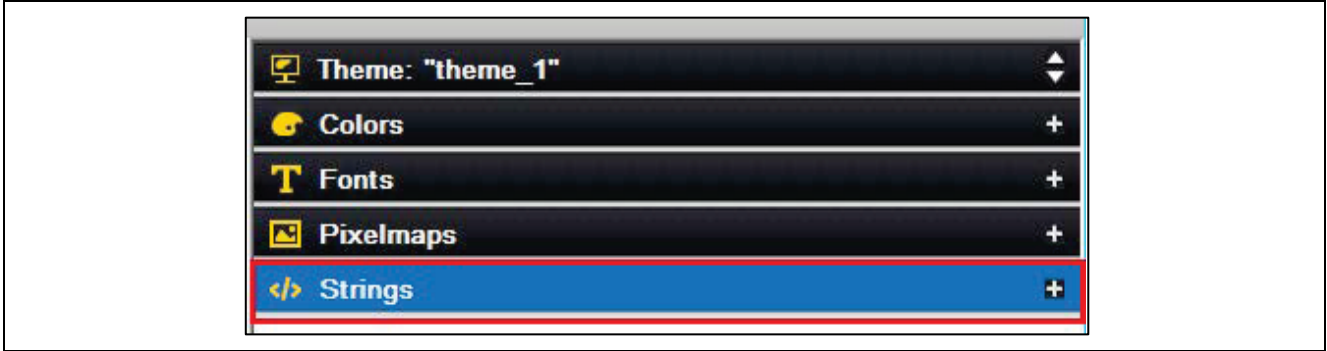 Theme: "theme_1"
Colors +
T Fonts +
Pixelmaps +
</> Strings +